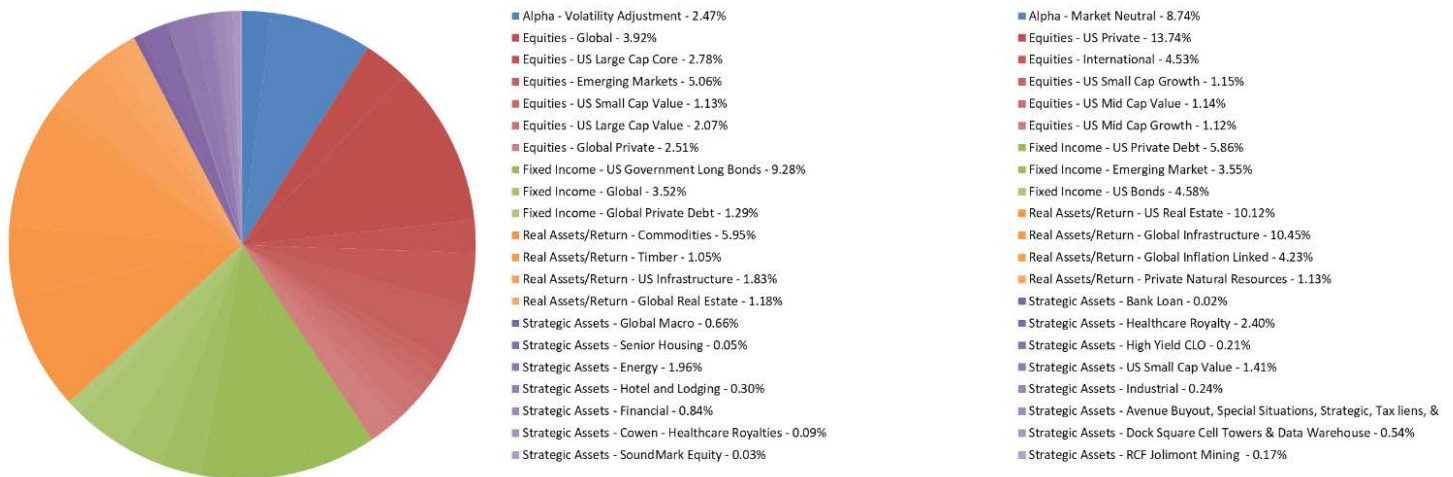 Alpha - Volatility Adjustment - 2.47%
Alpha - Market Neutral - 8.74%
Equities - Global - 3.92%
Equities - US Private - 13.74%
Equities - US Large Cap Core - 2.78%
Equities - International - 4.53%
Equities - Emerging Markets - 5.06%
Equities - US Small Cap Growth - 1.15%
Equities - US Small Cap Value - 1.13%
Equities - US Mid Cap Value - 1.14%
Equities - US Large Cap Value - 2.07%
Equities - US Mid Cap Growth - 1.12%
Equities - Global Private - 2.51%
Fixed Income - US Private Debt - 5.86%
Fixed Income - US Government Long Bonds - 9.28%
Fixed Income - Emerging Market - 3.55%
Fixed Income - Global - 3.52%
Fixed Income - US Bonds - 4.58%
Fixed Income - Global Private Debt - 1.29%
Real Assets/Return - US Real Estate - 10.12%
Real Assets/Return - Commodities - 5.95%
Real Assets/Return - Global Infrastructure - 10.45%
Real Assets/Return - Timber - 1.05%
Real Assets/Return - Global Inflation Linked - 4.23%
Real Assets/Return - US Infrastructure - 1.83%
Real Assets/Return - Private Natural Resources - 1.13%
Real Assets/Return - Global Real Estate - 1.18%
Strategic Assets - Bank Loan - 0.02%
Strategic Assets - Global Macro - 0.66%
Strategic Assets - Healthcare Royalty - 2.40%
Strategic Assets - Senior Housing - 0.05%
Strategic Assets - High Yield CLO - 0.21%
Strategic Assets - Energy - 1.96%
Strategic Assets - US Small Cap Value - 1.41%
Strategic Assets - Hotel and Lodging - 0.30%
Strategic Assets - Industrial - 0.24%
Strategic Assets - Financial - 0.84%
Strategic Assets - Avenue Buyout, Special Situations, Strategic, Tax liens, &
Strategic Assets - Cowen - Healthcare Royalties - 0.09%
Strategic Assets - Dock Square Cell Towers & Data Warehouse - 0.54%
Strategic Assets - SoundMark Equity - 0.03%
Strategic Assets - RCF Jolimont Mining - 0.17%